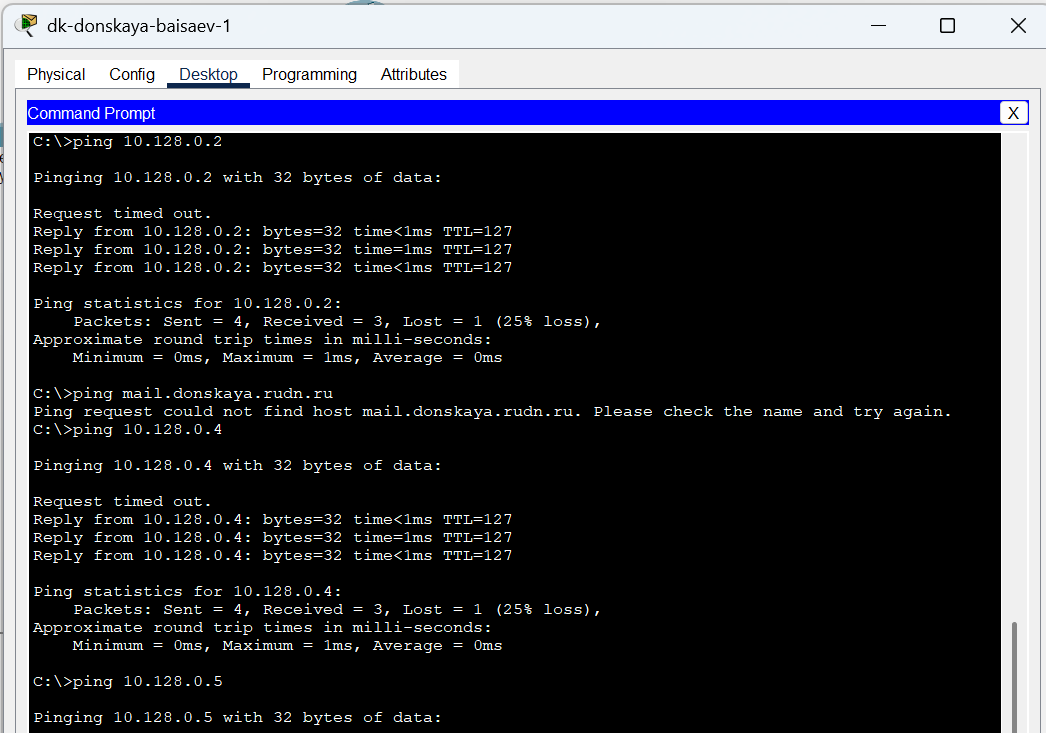 dk-donskaya-baisaev-1
Physical Config Desktop Programming Attributes
Command Prompt X
C:\>ping 10.128.0.2
Pinging 10.128.0.2 with 32 bytes of data:
Request timed out.
Reply from 10.128.0.2: bytes=32 time<1ms TTL=127
Reply from 10.128.0.2: bytes=32 time=1ms TTL=127
Reply from 10.128.0.2: bytes=32 time<1ms TTL=127
Ping statistics for 10.128.0.2:
Packets: Sent = 4, Received = 3, Lost = 1 (25% loss),
Approximate round trip times in milli-seconds:
Minimum = 0ms, Maximum = 1ms, Average = 0ms
C:\>ping mail.donskaya.rudn.ru
Ping request could not find host mail.donskaya.rudn.ru. Please check the name and try again.
C:\>ping 10.128.0.4
Pinging 10.128.0.4 with 32 bytes of data:
Request timed out.
Reply from 10.128.0.4: bytes=32 time<1ms TTL=127
Reply from 10.128.0.4: bytes=32 time=1ms TTL=127
Reply from 10.128.0.4: bytes=32 time<1ms TTL=127
Ping statistics for 10.128.0.4:
Packets: Sent = 4, Received = 3, Lost = 1 (25% loss),
Approximate round trip times in milli-seconds:
Minimum = 0ms, Maximum = 1ms, Average = 0ms
C:\>ping 10.128.0.5
Pinging 10.128.0.5 with 32 bytes of data: